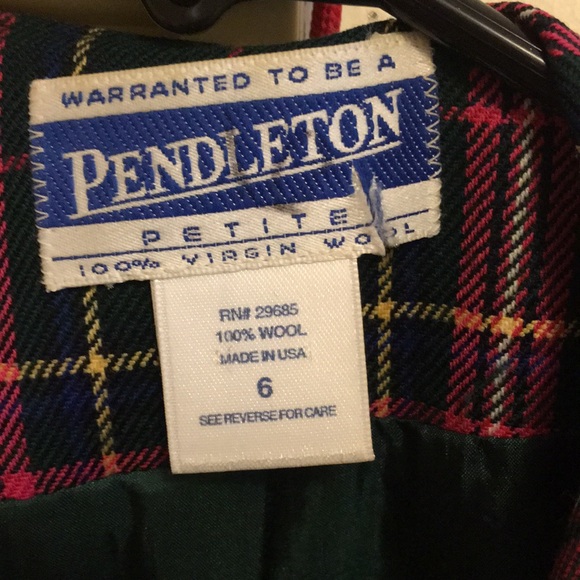 WARRANTED TO BE A
PENDLETON
PETITE
100% VIRGIN WOOL
RN# 29685
100% WOOL
MADE IN USA
6
SEE REVERSE FOR CARE